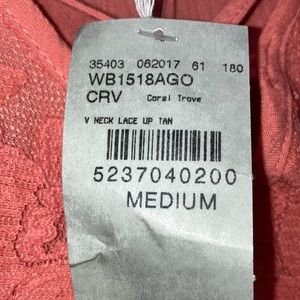 35403 062017 61 180
WB1518AGO
CRV Coral Trove
V NECK LACE UP TAN
5237040200
MEDIUM